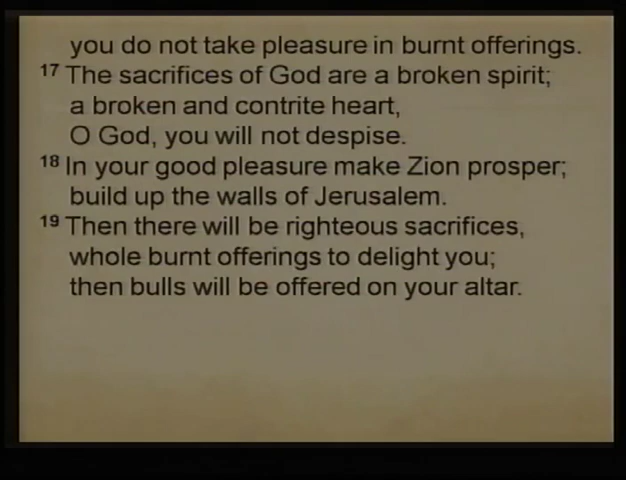 you do not take pleasure in burnt offerings.
17 The sacrifices of God are a broken spirit;
a broken and contrite heart,
O God, you will not despise.
18 In your good pleasure make Zion prosper;
build up the walls of Jerusalem.
19 Then there will be righteous sacrifices,
whole burnt offerings to delight you;
then bulls will be offered on your altar.